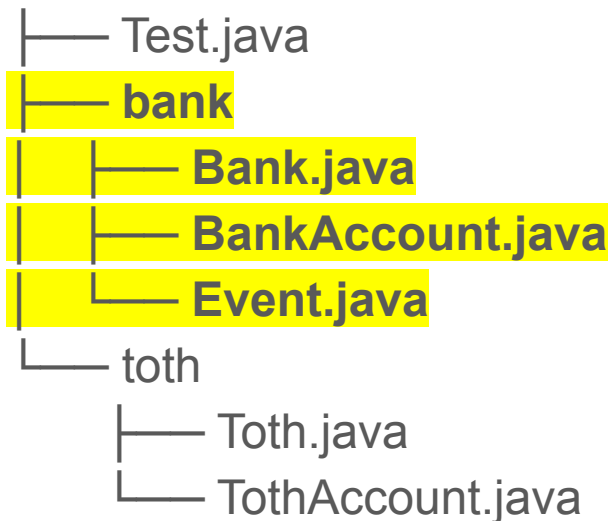 ├── Test.java
├── bank
│   ├── Bank.java
│   ├── BankAccount.java
│   └── Event.java
└── toth
    ├── Toth.java
    └── TothAccount.java